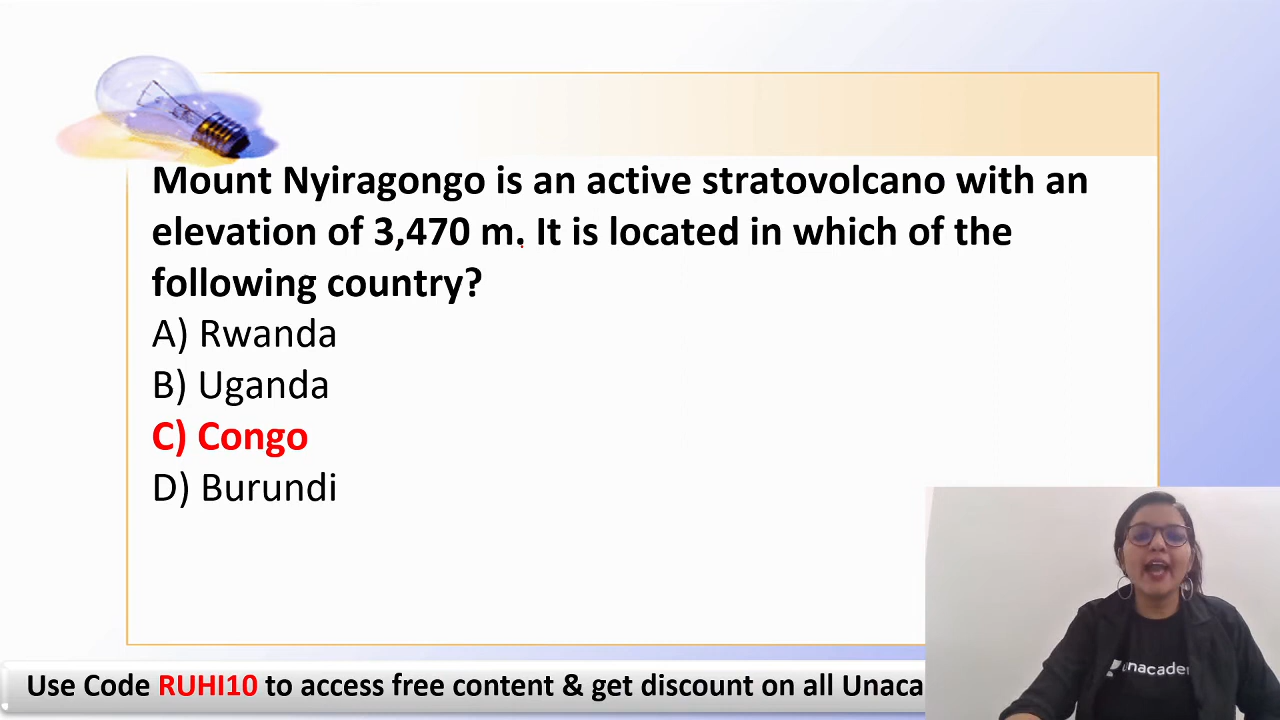 Mount Nyiragongo is an active stratovolcano with an
elevation of 3,470 m. It is located in which of the
following country?
A) Rwanda
B) Uganda
C) Congo
D) Burundi
unacadem
Use Code RUHI10 to access free content & get discount on all Unaca